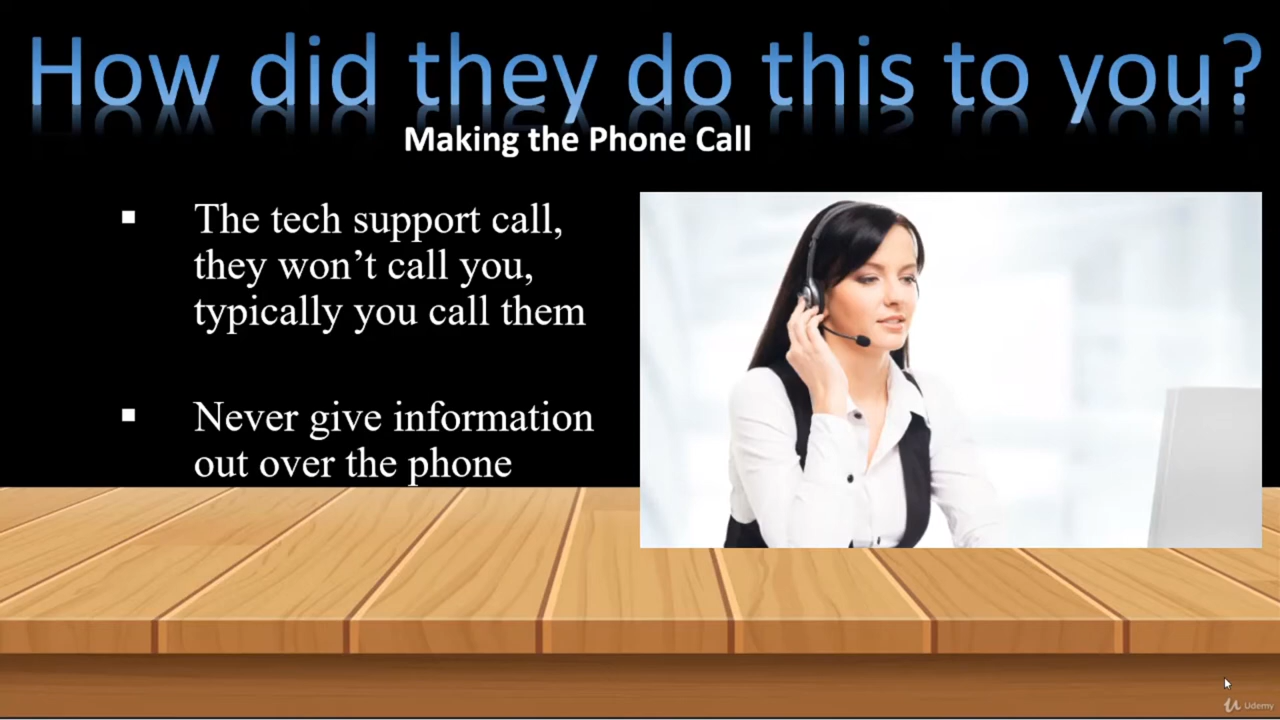 How did they do this to you?
Making the Phone Call
▪ The tech support call,
they won’t call you,
typically you call them
▪ Never give information
out over the phone
Udemy